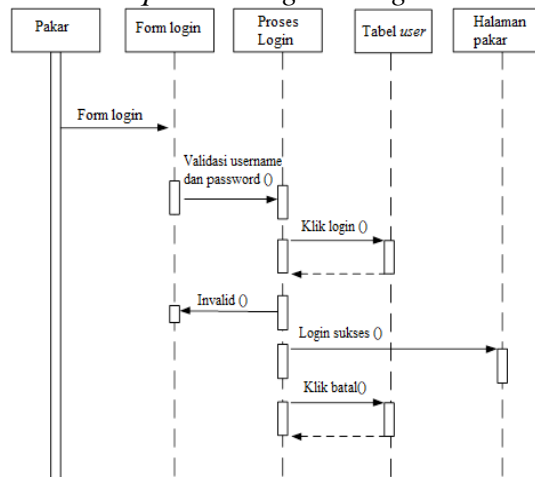 Pakar
Form login
Proses
Login
Tabel user
Halaman
pakar
Form login
Validasi username
dan password ()
Klik login ()
Invalid ()
Login sukses ()
Klik batal()